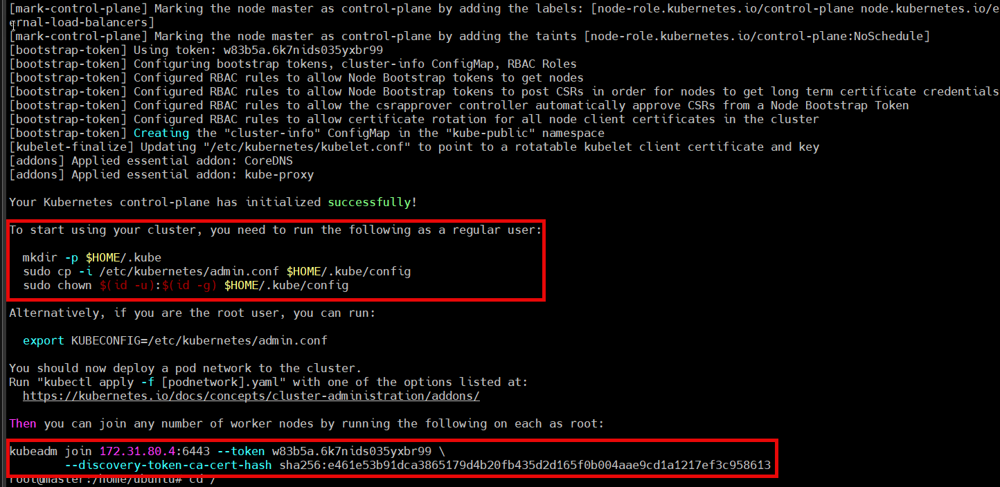 [mark-control-plane] Marking the node master as control-plane by adding the labels: [node-role.kubernetes.io/control-plane node.kubernetes.io/e
ernal-load-balancers]
[mark-control-plane] Marking the node master as control-plane by adding the taints [node-role.kubernetes.io/control-plane:NoSchedule]
[bootstrap-token] Using token: w83b5a.6k7nids035yxbr99
[bootstrap-token] Configuring bootstrap tokens, cluster-info ConfigMap, RBAC Roles
[bootstrap-token] Configured RBAC rules to allow Node Bootstrap tokens to get nodes
[bootstrap-token] Configured RBAC rules to allow Node Bootstrap tokens to post CSRs in order for nodes to get long term certificate credentials
[bootstrap-token] Configured RBAC rules to allow the csrapprover controller automatically approve CSRs from a Node Bootstrap Token
[bootstrap-token] Configured RBAC rules to allow certificate rotation for all node client certificates in the cluster
[bootstrap-token] Creating the "cluster-info" ConfigMap in the "kube-public" namespace
[kubelet-finalize] Updating "/etc/kubernetes/kubelet.conf" to point to a rotatable kubelet client certificate and key
[addons] Applied essential addon: CoreDNS
[addons] Applied essential addon: kube-proxy
Your Kubernetes control-plane has initialized successfully!
To start using your cluster, you need to run the following as a regular user:
mkdir -p $HOME/.kube
sudo cp -i /etc/kubernetes/admin.conf $HOME/.kube/config
sudo chown $(id -u):$(id -g) $HOME/.kube/config
Alternatively, if you are the root user, you can run:
export KUBECONFIG=/etc/kubernetes/admin.conf
You should now deploy a pod network to the cluster.
Run "kubectl apply -f [podnetwork].yaml" with one of the options listed at:
https://kubernetes.io/docs/concepts/cluster-administration/addons/
Then you can join any number of worker nodes by running the following on each as root:
kubeadm join 172.31.80.4:6443 --token w83b5a.6k7nids035yxbr99 \
--discovery-token-ca-cert-hash sha256:e461e53b91dca3865179d4b20fb435d2d165f0b004aae9cd1a1217ef3c958613
root@master:/home/ubuntu# cd /